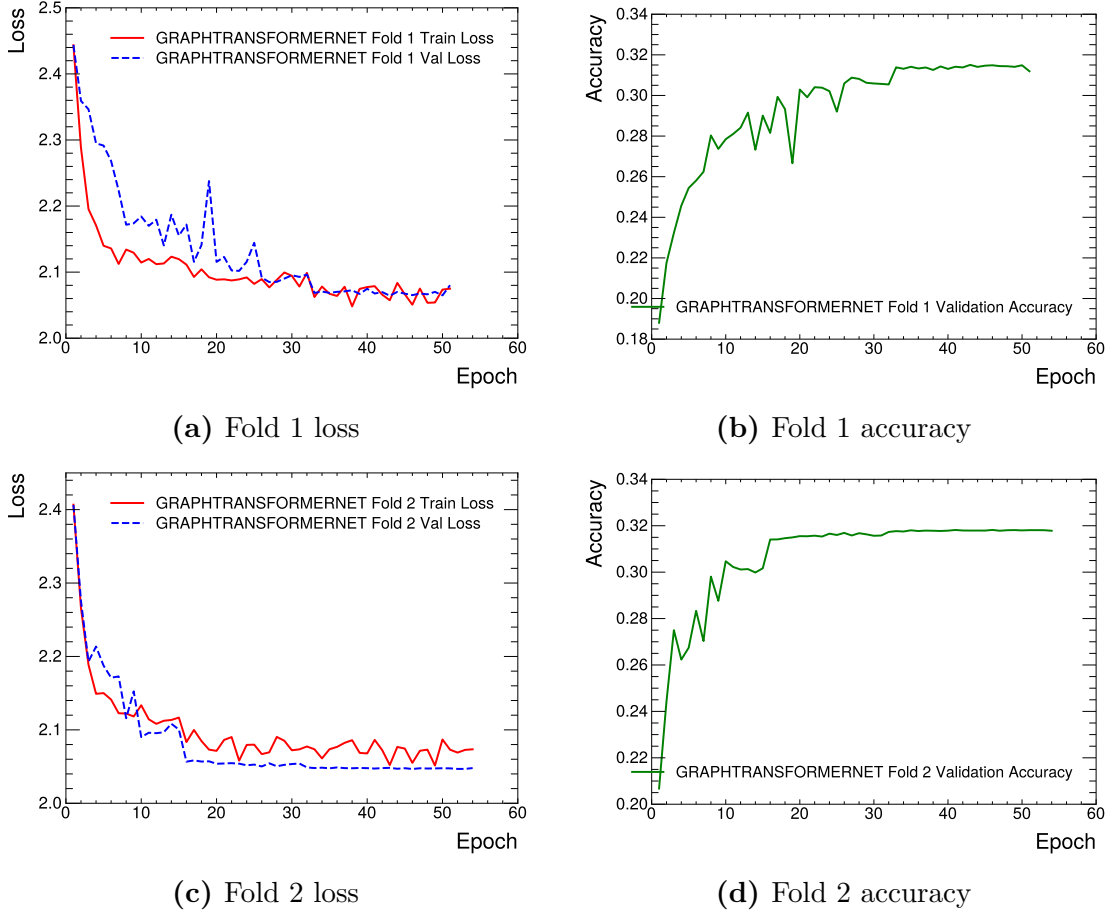 Loss
2.5
2.4
2.3
2.2
2.1
2.0
GRAPHTRANSFORMERNET Fold 1 Train Loss
GRAPHTRANSFORMERNET Fold 1 Val Loss
0 10 20 30 40 50 60
Epoch
(a) Fold 1 loss
Accuracy
0.34
0.32
0.30
0.28
0.26
0.24
0.22
0.20
0.18
GRAPHTRANSFORMERNET Fold 1 Validation Accuracy
0 10 20 30 40 50 60
Epoch
(b) Fold 1 accuracy
Loss
2.4
2.3
2.2
2.1
2.0
GRAPHTRANSFORMERNET Fold 2 Train Loss
GRAPHTRANSFORMERNET Fold 2 Val Loss
0 10 20 30 40 50 60
Epoch
(c) Fold 2 loss
Accuracy
0.34
0.32
0.30
0.28
0.26
0.24
0.22
0.20
GRAPHTRANSFORMERNET Fold 2 Validation Accuracy
0 10 20 30 40 50 60
Epoch
(d) Fold 2 accuracy